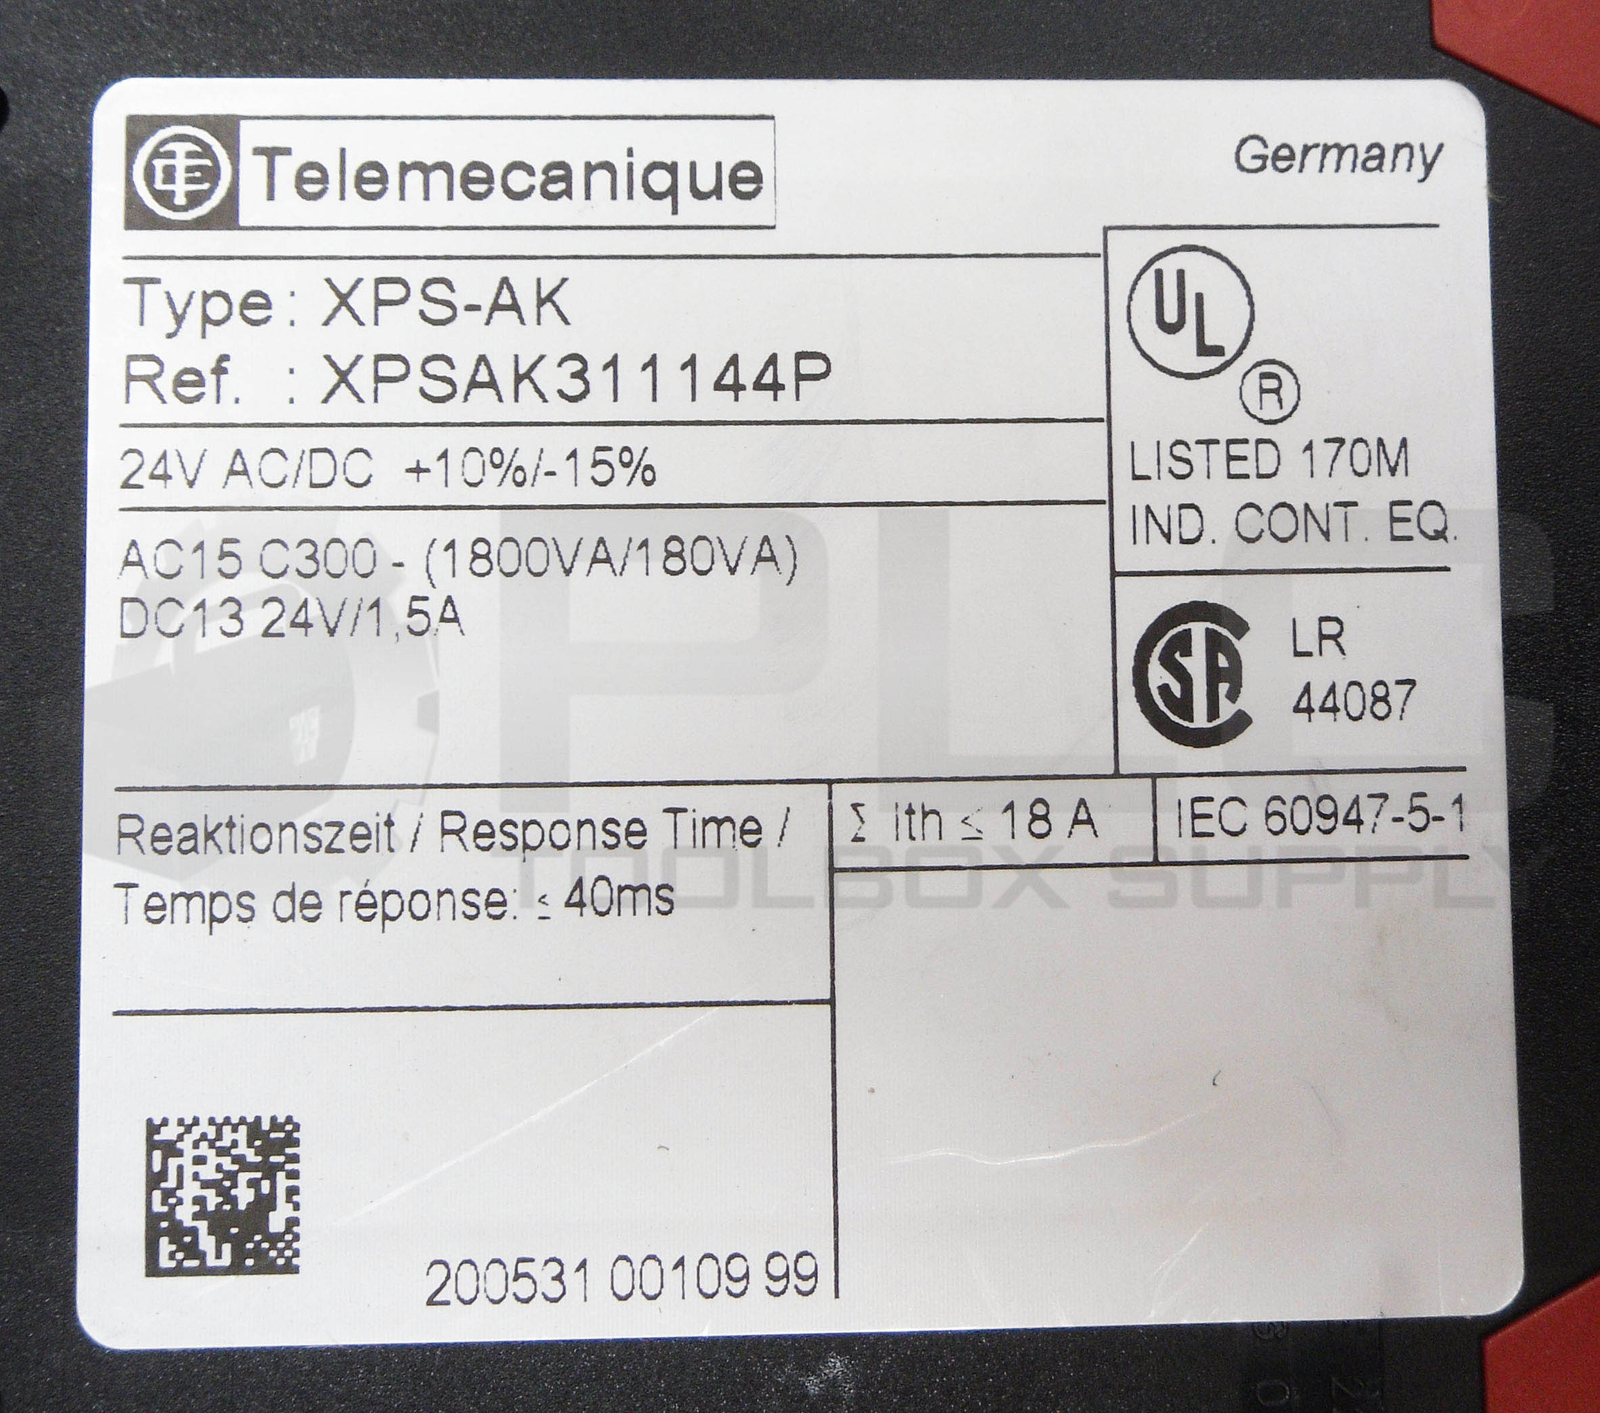 Telemecanique
Germany
Type: XPS-AK
Ref. : XPSAK311144P
24V AC/DC +10%/-15%
AC15 C300 - (1800VA/180VA)
DC13 24V/1,5A
UL
®
LISTED 170M
IND. CONT. EQ.
CSA
LR
44087
Reaktionszeit / Response Time /
Temps de réponse: ≤ 40ms
Σ Ith ≤ 18 A
IEC 60947-5-1
200531 00109 99
PLC
TOOLBOX SUPPLY